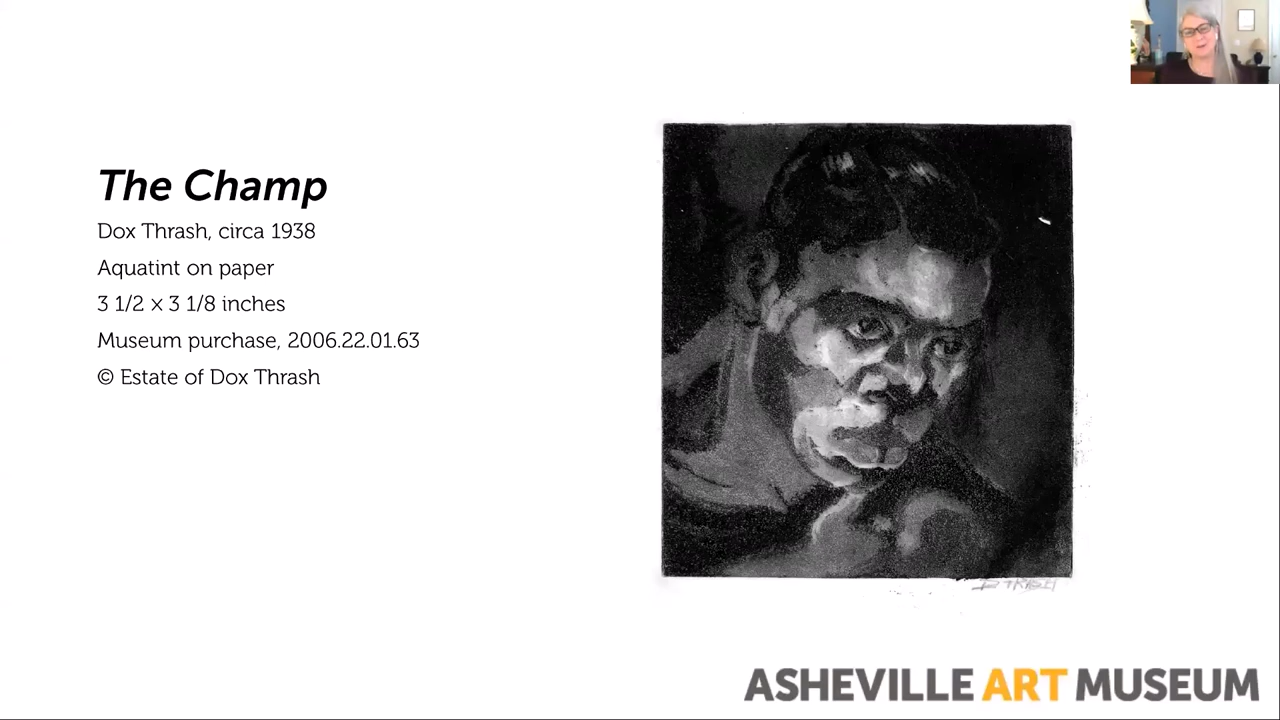 The Champ
Dox Thrash, circa 1938
Aquatint on paper
3 1/2 × 3 1/8 inches
Museum purchase, 2006.22.01.63
© Estate of Dox Thrash
D THRASH
ASHEVILLE ART MUSEUM